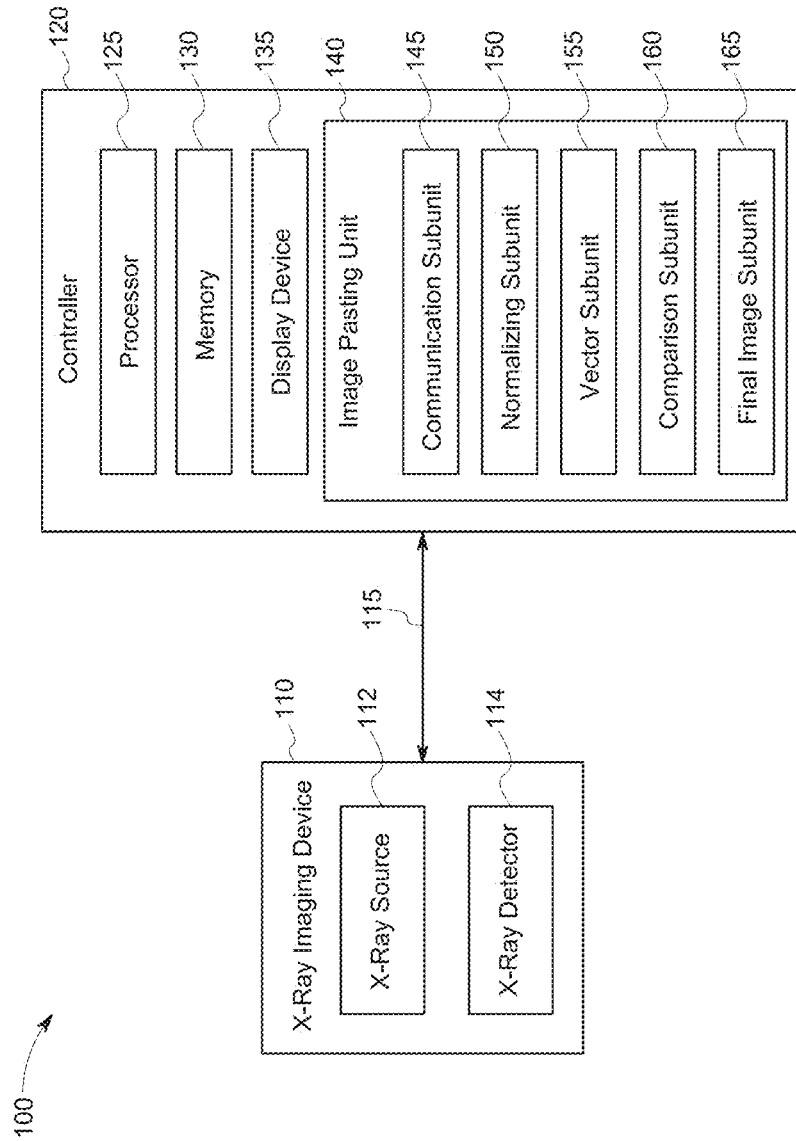 100
X-Ray Imaging Device
110
X-Ray Source
112
X-Ray Detector
114
115
Controller
120
Processor
125
Memory
130
Display Device
135
Image Pasting Unit
140
Communication Subunit
145
Normalizing Subunit
150
Vector Subunit
155
Comparison Subunit
160
Final Image Subunit
165